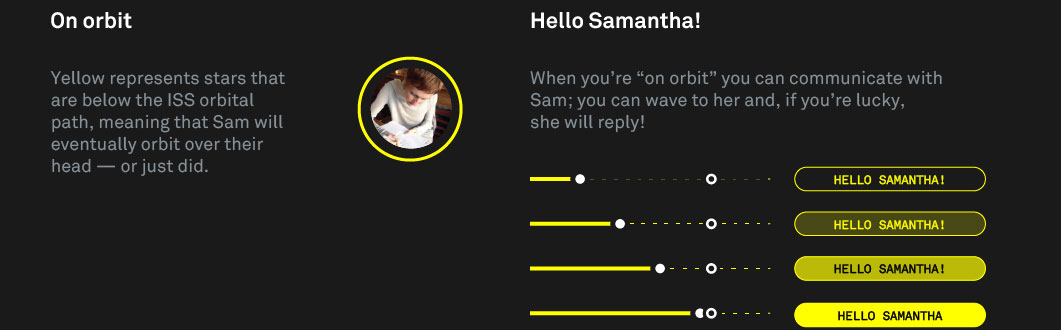 On orbit
Yellow represents stars that
are below the ISS orbital
path, meaning that Sam will
eventually orbit over their
head — or just did.
Hello Samantha!
When you’re “on orbit” you can communicate with
Sam; you can wave to her and, if you’re lucky,
she will reply!
HELLO SAMANTHA!
HELLO SAMANTHA!
HELLO SAMANTHA!
HELLO SAMANTHA